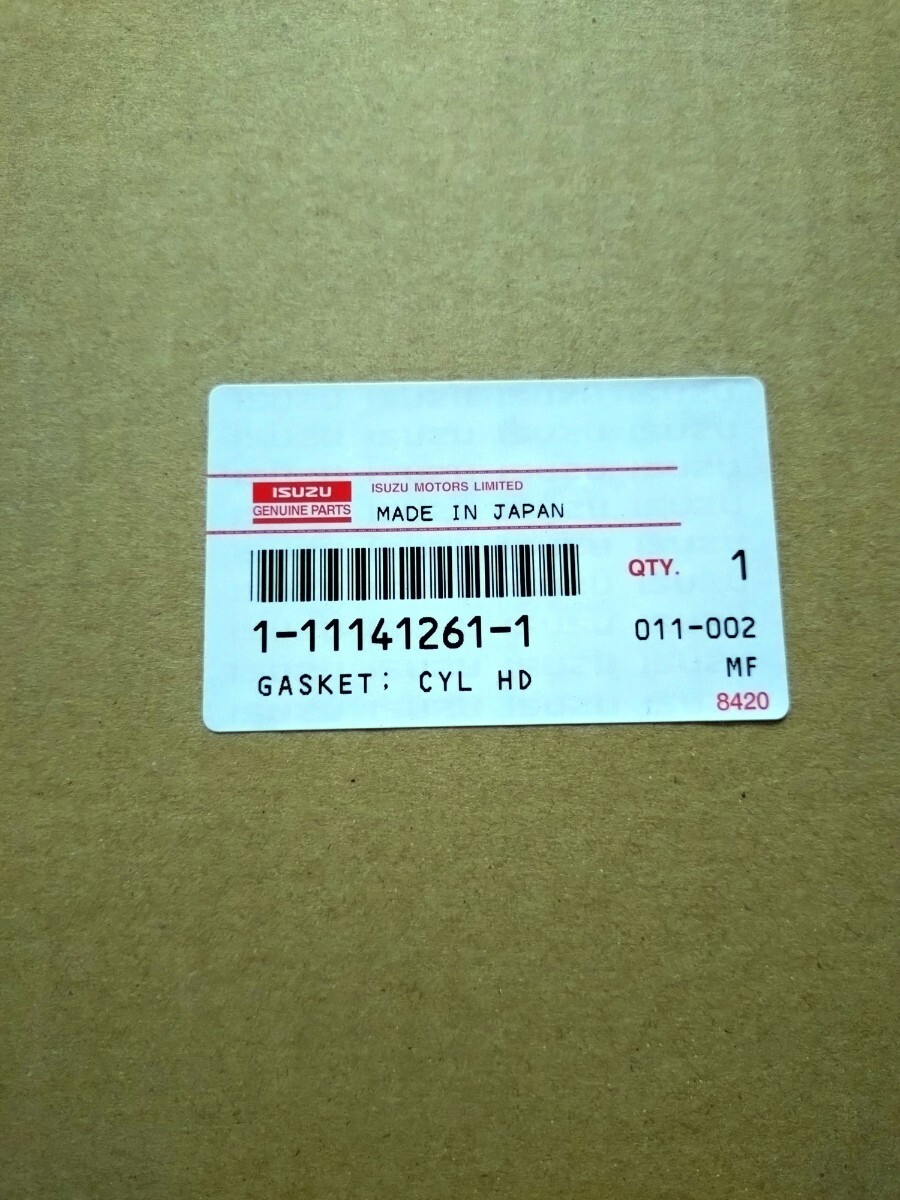 ISUZU
GENUINE PARTS
ISUZU MOTORS LIMITED
MADE IN JAPAN
QTY. 1
1-11141261-1
011-002
GASKET; CYL HD
MF
8420